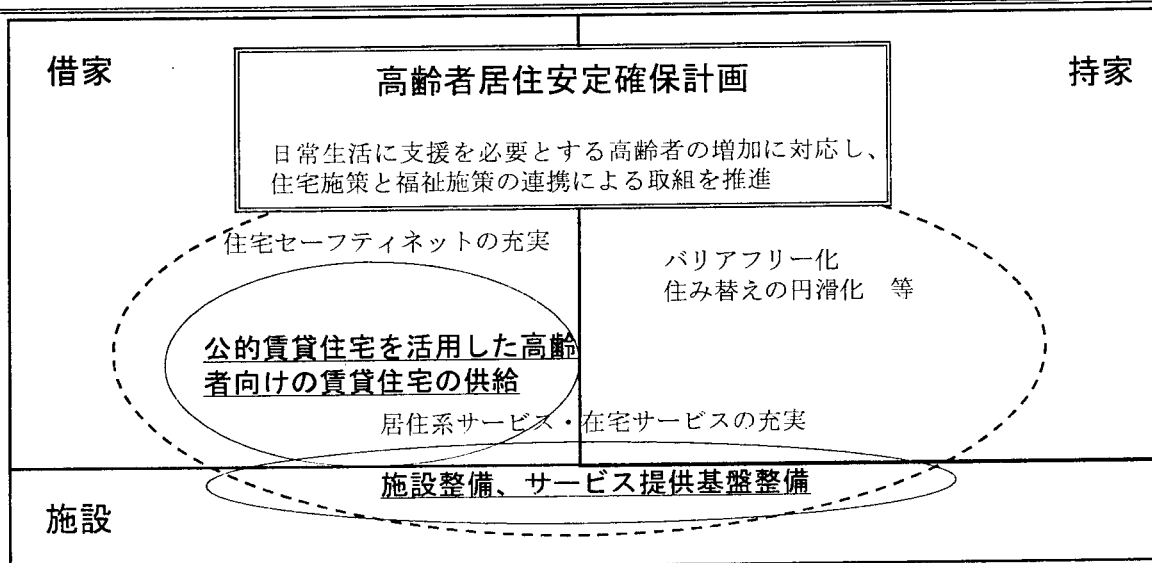 借家
高齢者居住安定確保計画
持家
日常生活に支援を必要とする高齢者の増加に対応し、
住宅施策と福祉施策の連携による取組を推進
住宅セーフティネットの充実
バリアフリー化
住み替えの円滑化　等
公的賃貸住宅を活用した高齢
者向けの賃貸住宅の供給
居住系サービス・在宅サービスの充実
施設整備、サービス提供基盤整備
施設